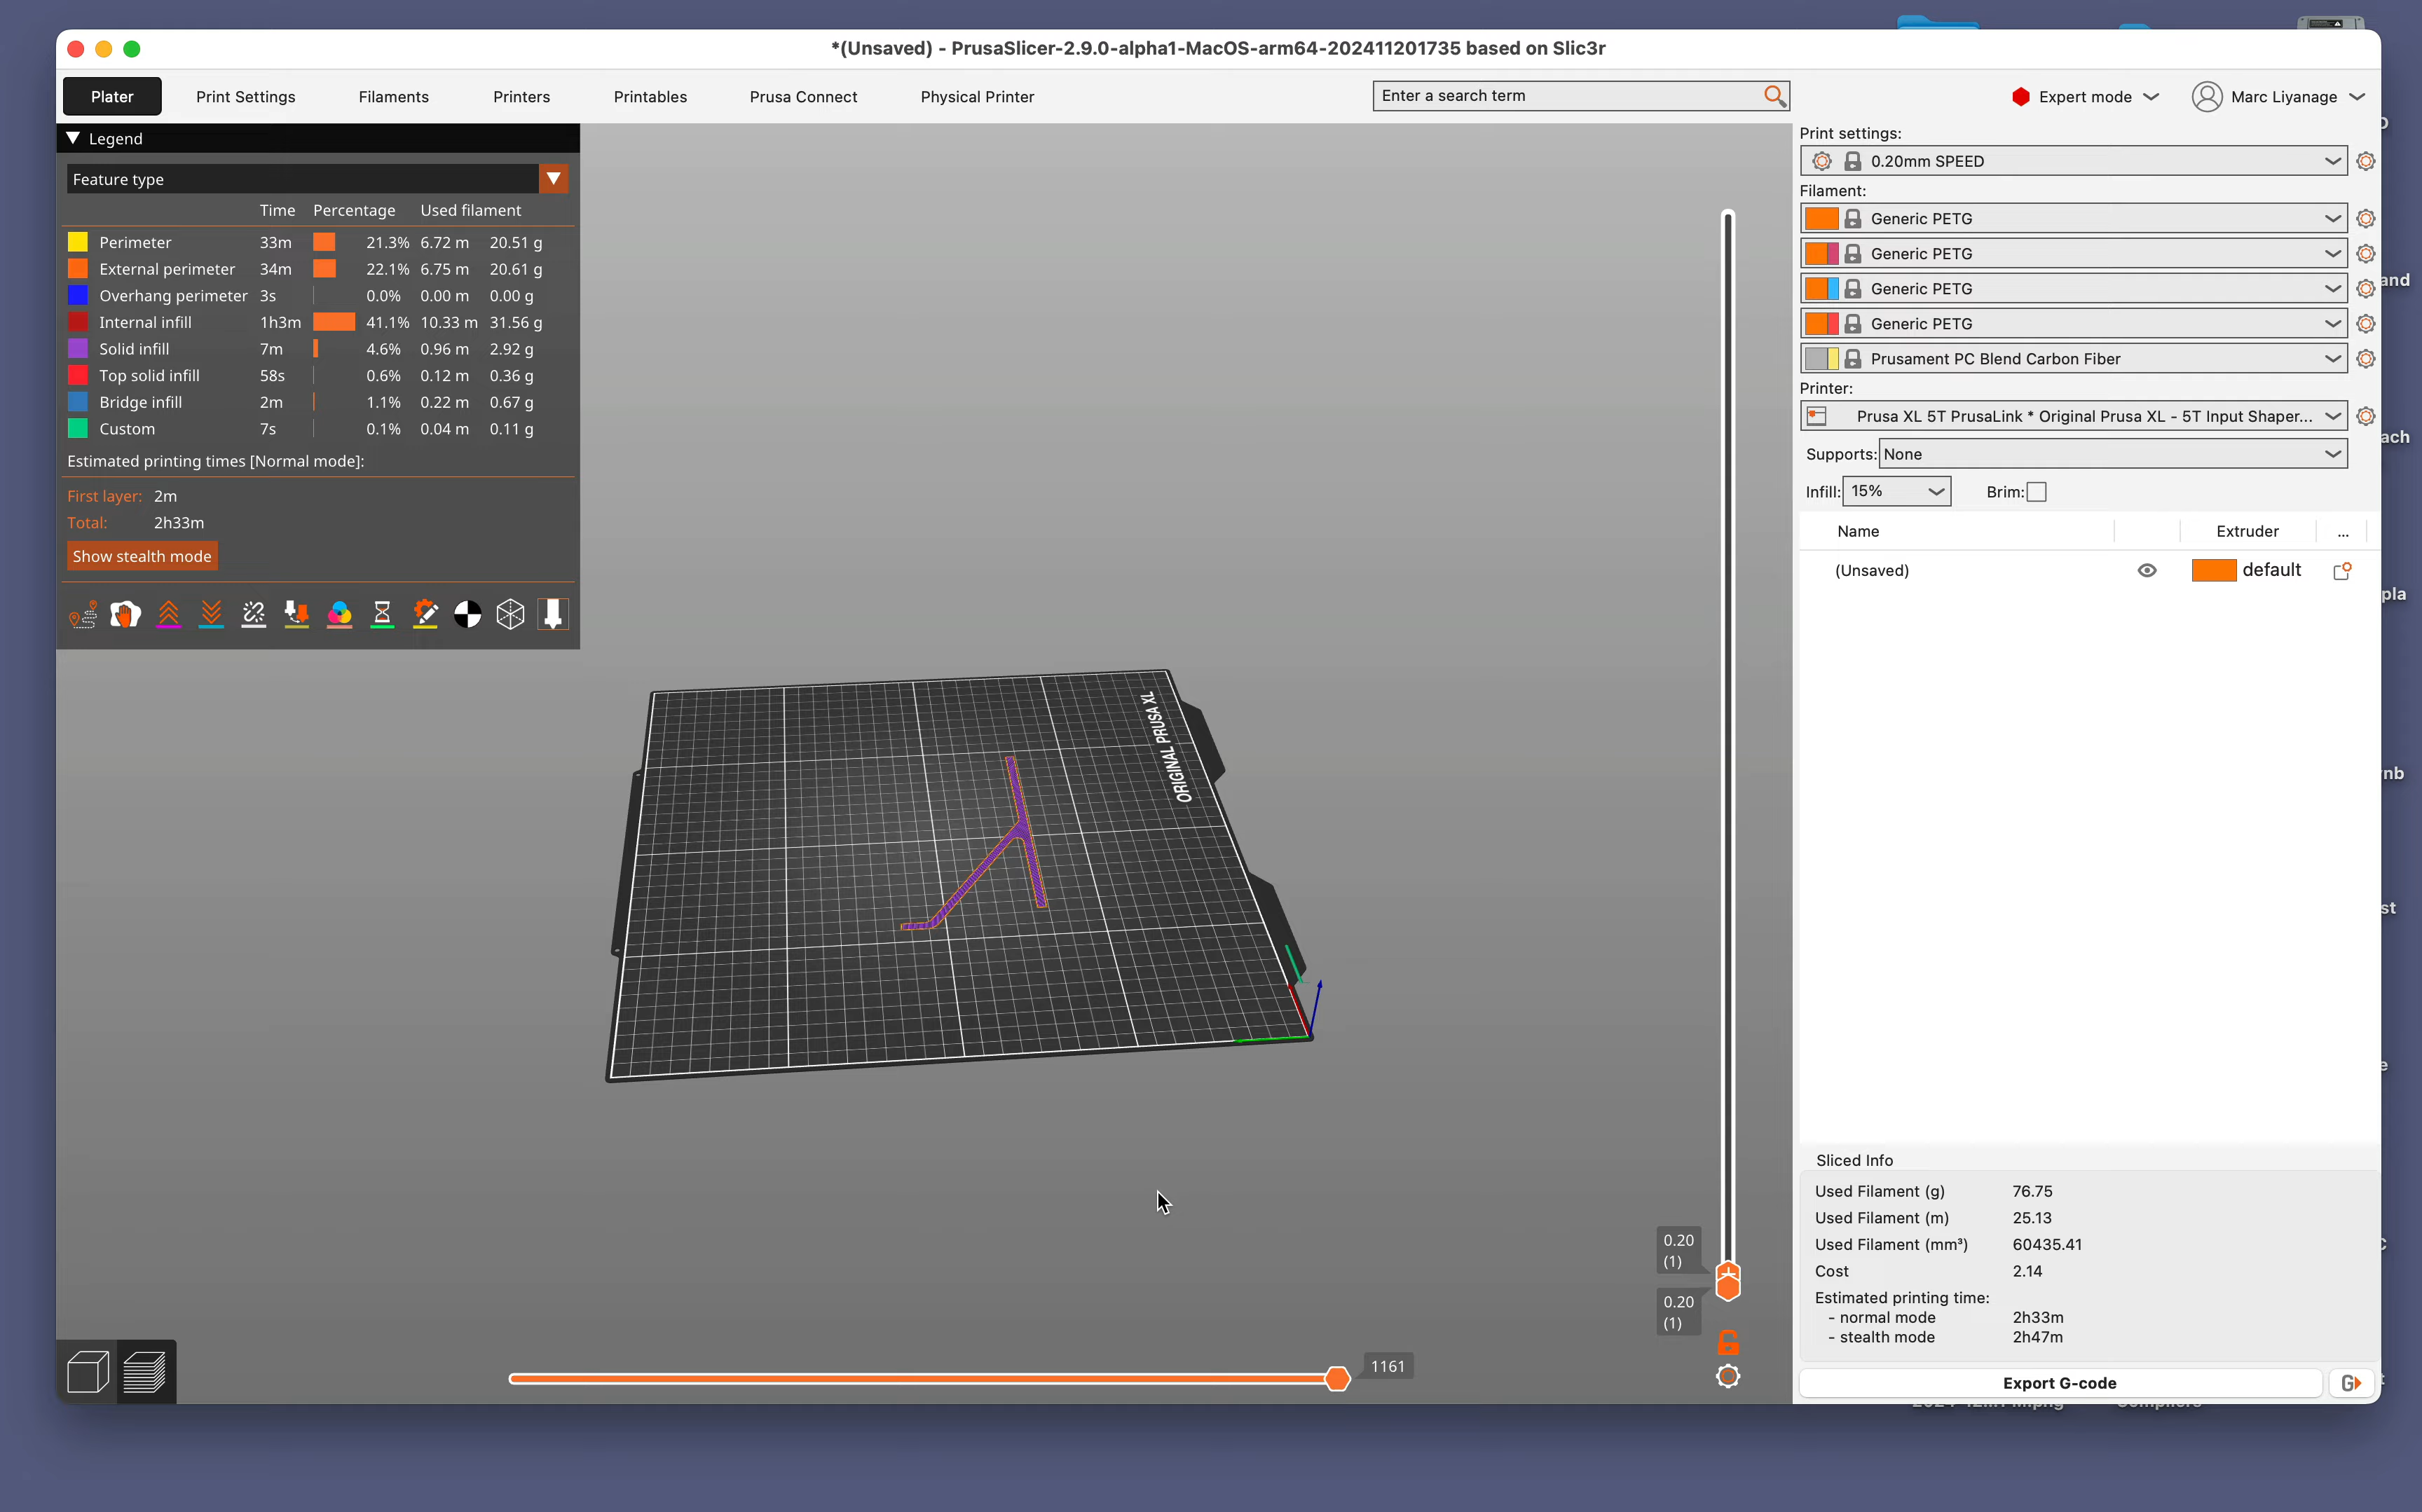 *(Unsaved) - PrusaSlicer-2.9.0-alpha1-MacOS-arm64-202411201735 based on Slic3r
Plater Print Settings Filaments Printers Printables Prusa Connect Physical Printer Enter a search term Expert mode Marc Liyanage
Legend
Feature type
Time Percentage Used filament
Perimeter 33m 21.3% 6.72 m 20.51 g
External perimeter 34m 22.1% 6.75 m 20.61 g
Overhang perimeter 3s 0.0% 0.00 m 0.00 g
Internal infill 1h3m 41.1% 10.33 m 31.56 g
Solid infill 7m 4.6% 0.96 m 2.92 g
Top solid infill 58s 0.6% 0.12 m 0.36 g
Bridge infill 2m 1.1% 0.22 m 0.67 g
Custom 7s 0.1% 0.04 m 0.11 g
Estimated printing times [Normal mode]:
First layer: 2m
Total: 2h33m
Show stealth mode
ORIGINAL PRUSA XL
0.20
(1)
0.20
(1)
1161
Print settings:
0.20mm SPEED
Filament:
Generic PETG
Generic PETG
Generic PETG
Generic PETG
Prusament PC Blend Carbon Fiber
Printer:
Prusa XL 5T PrusaLink * Original Prusa XL - 5T Input Shaper...
Supports: None
Infill: 15% Brim:
Name Extruder ...
(Unsaved) default
Sliced Info
Used Filament (g) 76.75
Used Filament (m) 25.13
Used Filament (mm³) 60435.41
Cost 2.14
Estimated printing time:
- normal mode 2h33m
- stealth mode 2h47m
Export G-code
G